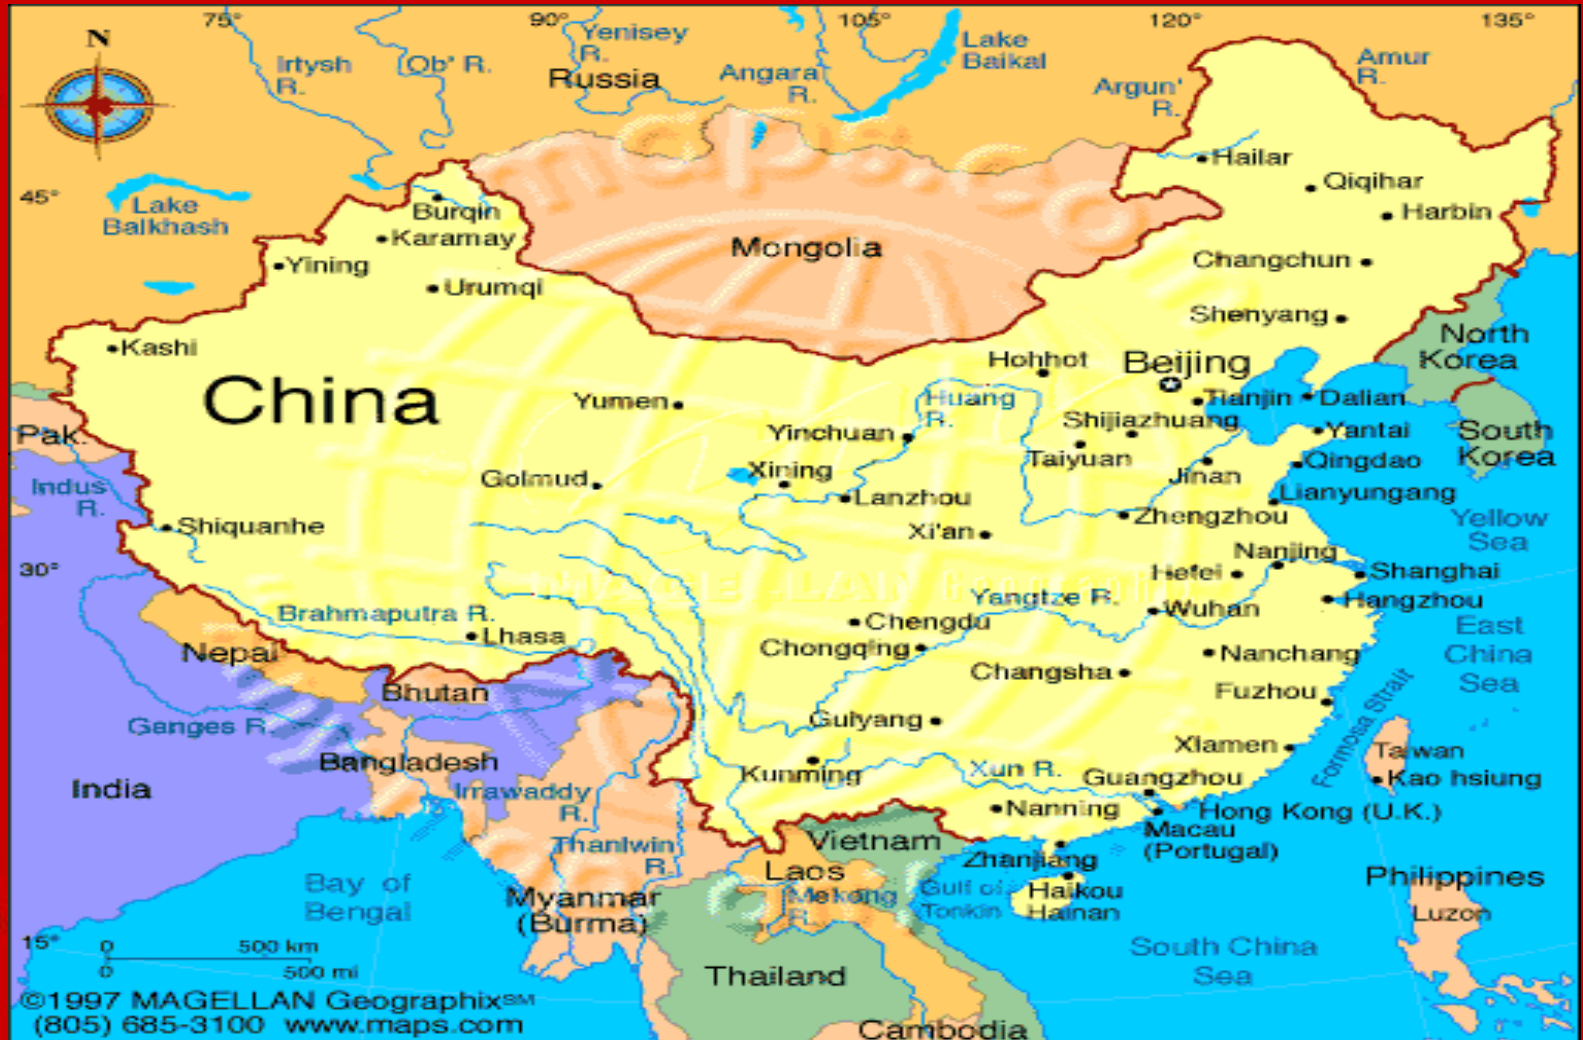 75°
90°
105°
120°
135°
N
Irtysh
R.
Ob' R.
Yenisey
R.
Russia
Angara
R.
Lake
Baikal
Argun'
R.
Amur
R.
45°
Lake
Balkhash
Burqin
Karamay
Yining
Urumqi
Kashi
Mongolia
Hailar
Qiqihar
Harbin
Changchun
Shenyang
North
Korea
China
Yumen
Hohhot
Beijing
Huang
R.
Tianjin
Dalian
Yinchuan
Shijiazhuang
Yantai
South
Korea
Pak.
Taiyuan
Jinan
Qingdao
Golmud
Xining
Lanzhou
Lianyungang
Indus
R.
Shiquanhe
Xi'an
Zhengzhou
Yellow
Sea
Nanjing
30°
MAGELLAN
Hefei
Shanghai
Yangtze R.
Wuhan
Hangzhou
Brahmaputra R.
Lhasa
Chengdu
East
China
Sea
Nepal
Chongqing
Nanchang
Changsha
Bhutan
Fuzhou
Ganges R.
Guiyang
Formosa Strait
Xiamen
Taiwan
Bangladesh
Kunming
Xun R.
Guangzhou
Kao hsiung
India
Irrawaddy
R.
Nanning
Hong Kong (U.K.)
Macau
(Portugal)
Thanlwin
R.
Vietnam
Zhanjiang
Laos
Bay of
Bengal
Myanmar
(Burma)
Mekong
R.
Gulf of
Tonkin
Haikou
Hainan
Philippines
Luzon
15°
0 500 km
0 500 mi
Thailand
South China
Sea
©1997 MAGELLAN Geographix℠
(805) 685-3100 www.maps.com
Cambodia